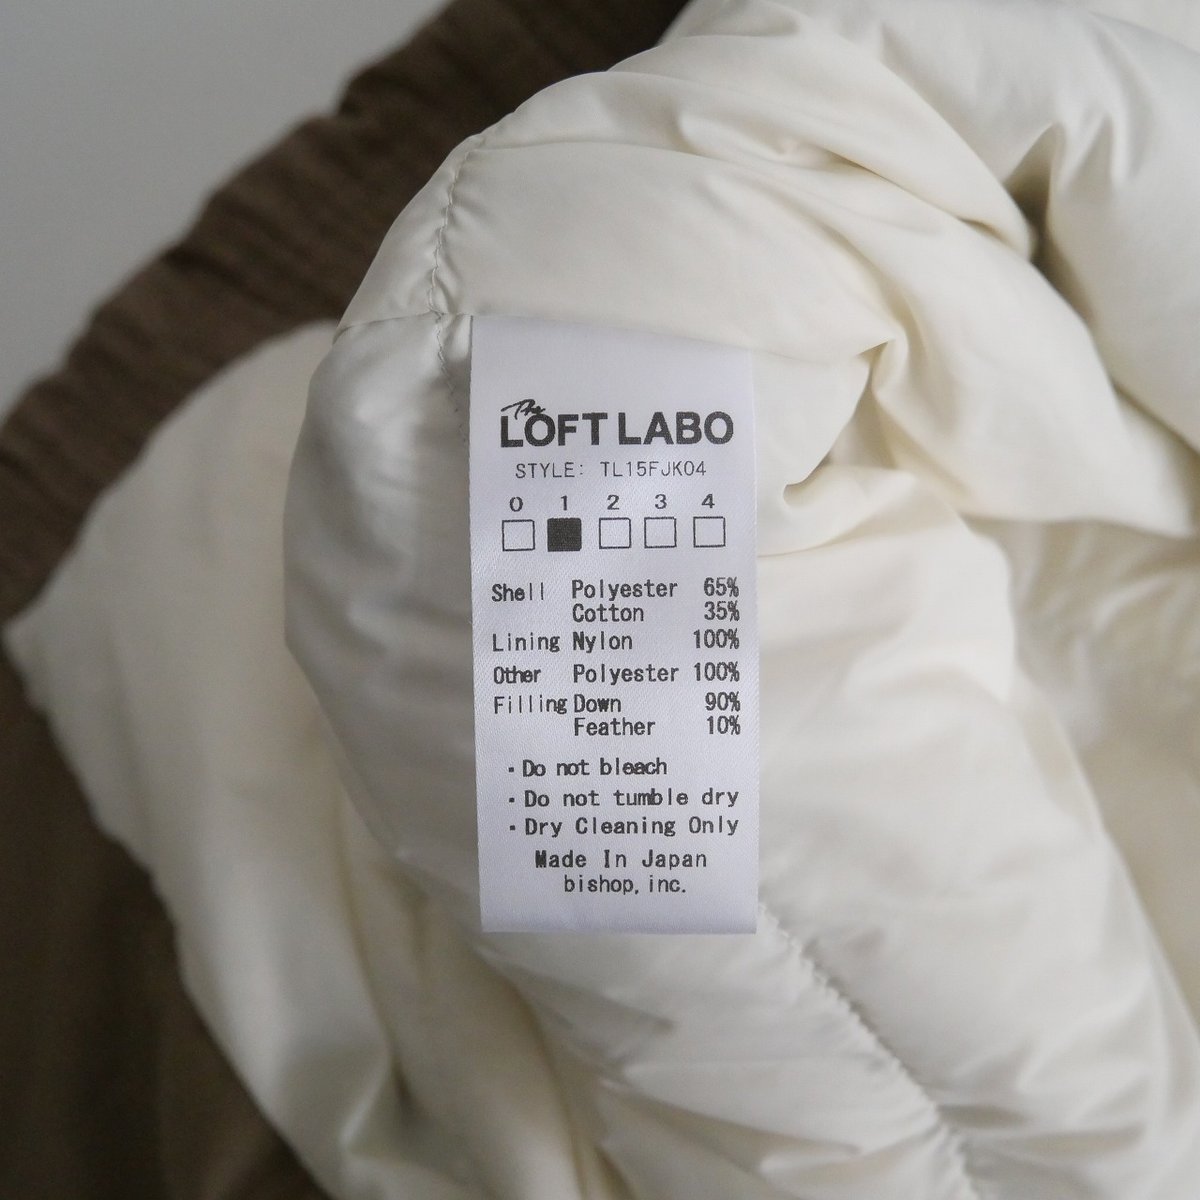 The
LOFT LABO
STYLE: TL15FJK04
0 1 2 3 4
Shell Polyester 65%
Cotton 35%
Lining Nylon 100%
Other Polyester 100%
Filling Down 90%
Feather 10%
・Do not bleach
・Do not tumble dry
・Dry Cleaning Only
Made In Japan
bishop, inc.